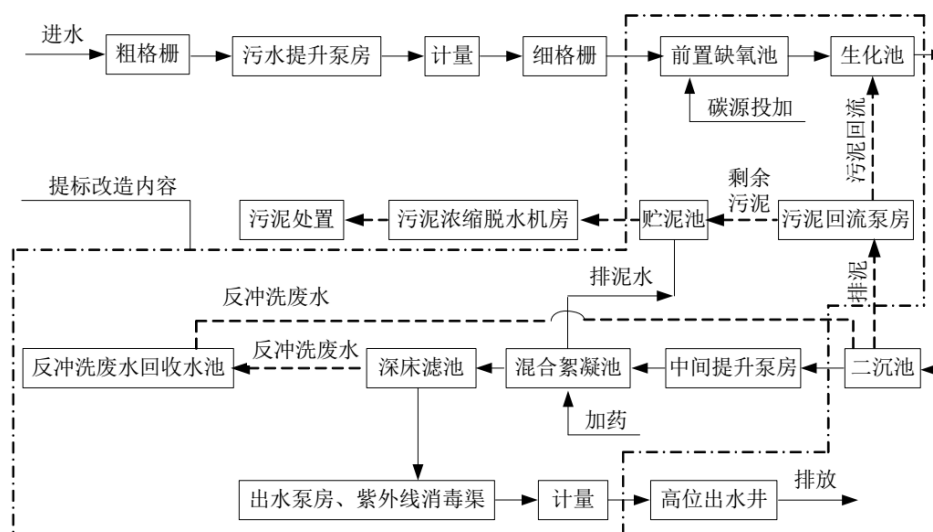 进水
粗格栅
污水提升泵房
计量
细格栅
前置缺氧池
生化池
碳源投加
污泥回流
提标改造内容
污泥处置
污泥浓缩脱水机房
贮泥池
剩余
污泥
污泥回流泵房
排泥水
排泥
反冲洗废水
反冲洗废水回收水池
反冲洗废水
深床滤池
混合絮凝池
中间提升泵房
二沉池
加药
出水泵房、紫外线消毒渠
计量
高位出水井
排放